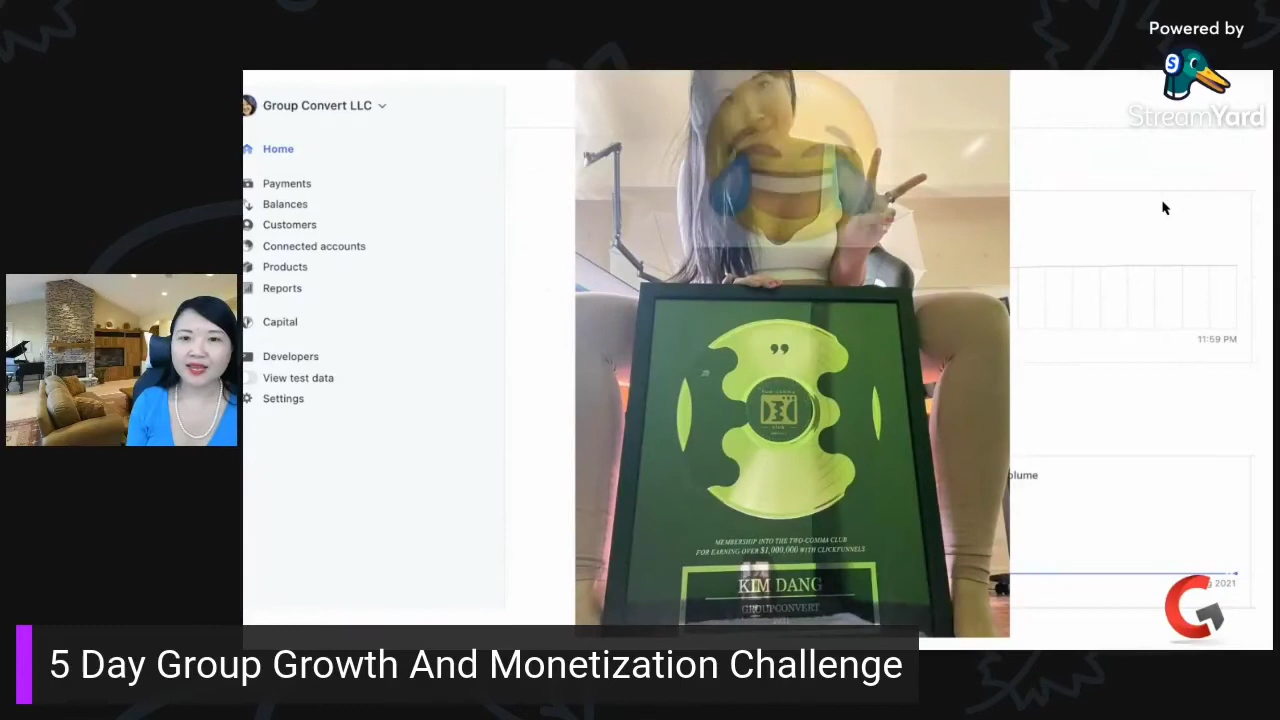 Powered by
StreamYard
Group Convert LLC
Home
Payments
Balances
Customers
Connected accounts
Products
Reports
Capital
Developers
View test data
Settings
11:59 PM
olume
2021
MEMBERSHIP INTO THE TWO-COMMA CLUB
FOR EARNING OVER $1,000,000 WITH CLICKFUNNELS
KIM DANG
GROUPCONVERT
5 Day Group Growth And Monetization Challenge